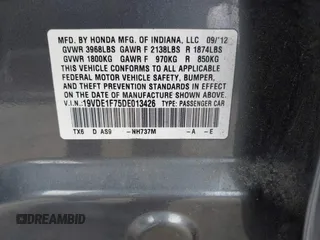 MFD. BY HONDA MFG. OF INDIANA, LLC 09/12
GVWR 3968LBS GAWR F 2138LBS R 1874LBS
GVWR 1800KG GAWR F 970KG R 850KG
THIS VEHICLE CONFORMS TO ALL APPLICABLE
FEDERAL MOTOR VEHICLE SAFETY, BUMPER,
AND THEFT PREVENTION STANDARDS IN EFFECT
ON THE DATE OF MANUFACTURE SHOWN ABOVE.
V.I.N.: 19VDE1F75DE013426 TYPE: PASSENGER CAR
TX6 D AS9 -NH737M -A -E
DREAMBID